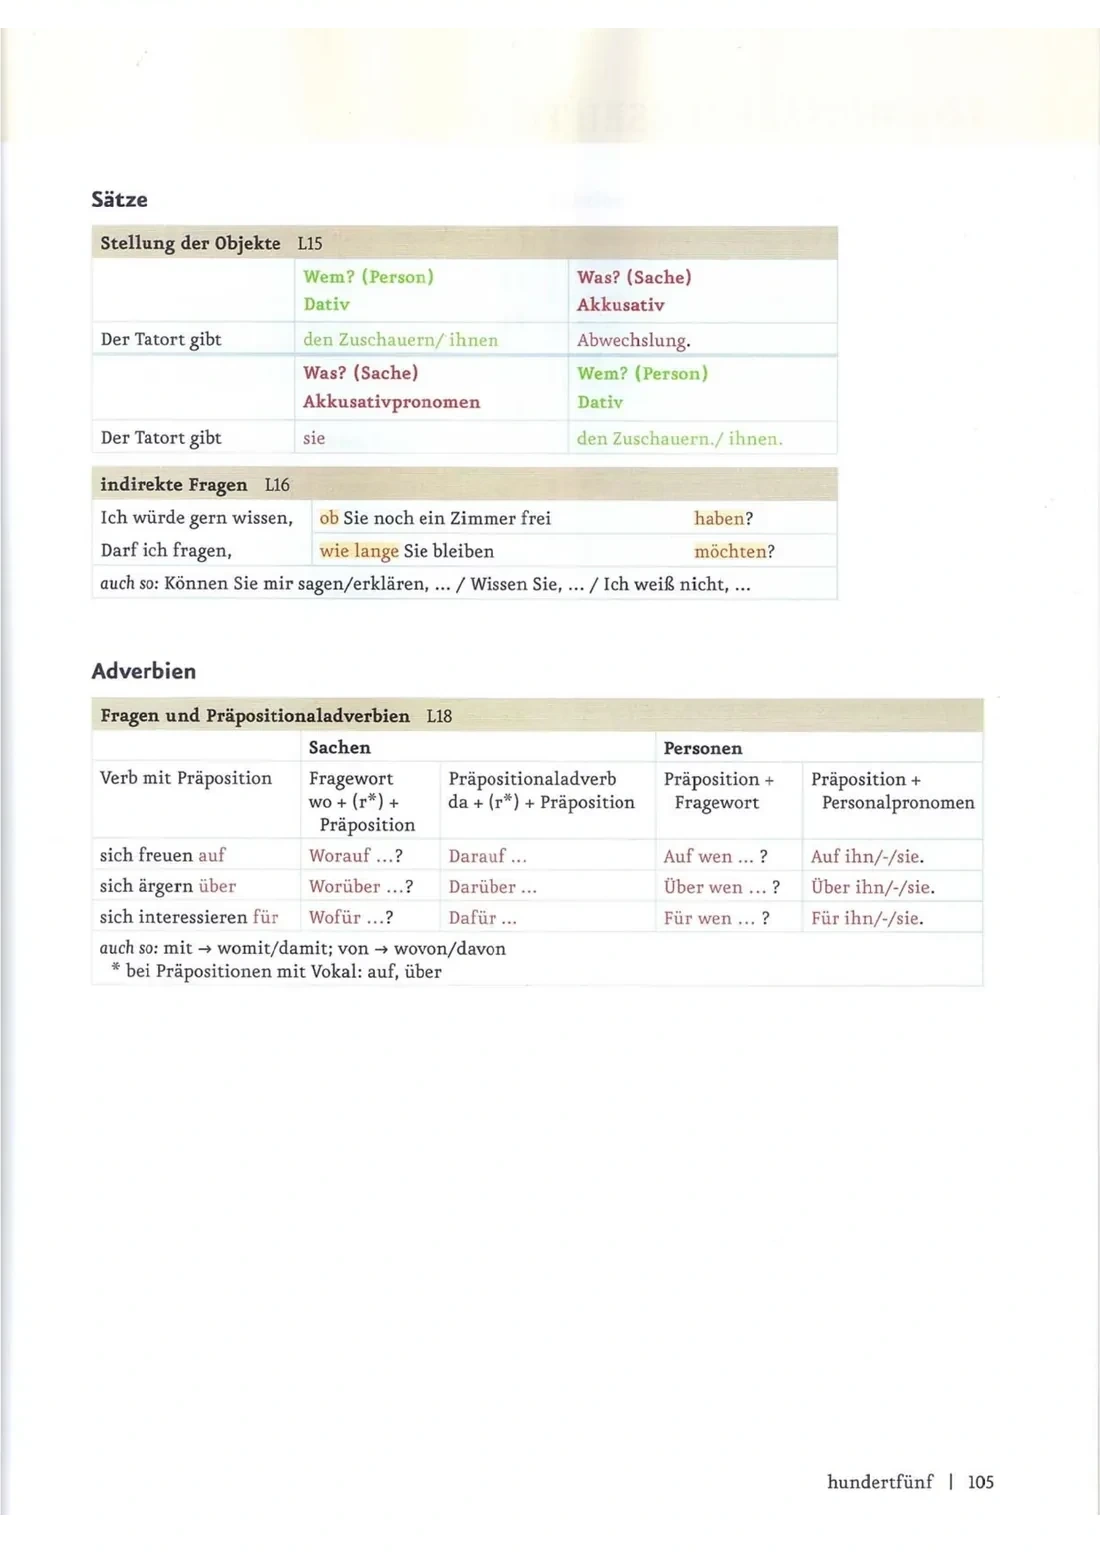 Sätze
Stellung der Objekte L15
Wem? (Person) Was? (Sache)
Dativ Akkusativ
Der Tatort gibt den Zuschauern/ ihnen Abwechslung.
Was? (Sache) Wem? (Person)
Akkusativpronomen Dativ
Der Tatort gibt sie den Zuschauern./ ihnen.
indirekte Fragen L16
Ich würde gern wissen, ob Sie noch ein Zimmer frei haben?
Darf ich fragen, wie lange Sie bleiben möchten?
auch so: Können Sie mir sagen/erklären, ... / Wissen Sie, ... / Ich weiß nicht, ...
Adverbien
Fragen und Präpositionaladverbien L18
Sachen Personen
Verb mit Präposition Fragewort Präpositionaladverb Präposition + Präposition +
wo + (r*) + da + (r*) + Präposition Fragewort Personalpronomen
Präposition
sich freuen auf Worauf ...? Darauf ... Auf wen ... ? Auf ihn/-/sie.
sich ärgern über Worüber ...? Darüber ... Über wen ... ? Über ihn/-/sie.
sich interessieren für Wofür ...? Dafür ... Für wen ... ? Für ihn/-/sie.
auch so: mit → womit/damit; von → wovon/davon
* bei Präpositionen mit Vokal: auf, über
hundertfünf | 105